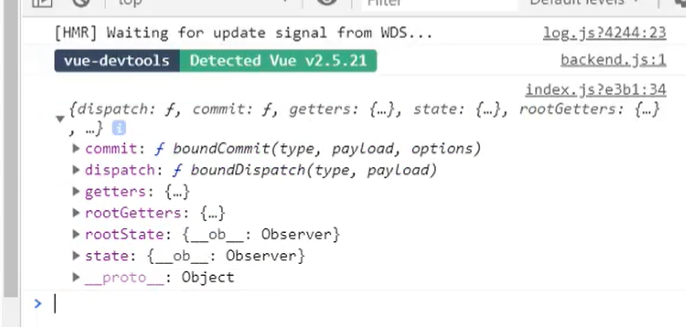 top
Filter
Default levels
[HMR] Waiting for update signal from WDS... log.js?4244:23
vue-devtools Detected Vue v2.5.21 backend.js:1
index.js?e3b1:34
{dispatch: ƒ, commit: ƒ, getters: {…}, state: {…}, rootGetters: {…}
, …} i
commit: ƒ boundCommit(type, payload, options)
dispatch: ƒ boundDispatch(type, payload)
getters: {…}
rootGetters: {…}
rootState: {__ob__: Observer}
state: {__ob__: Observer}
__proto__: Object
>